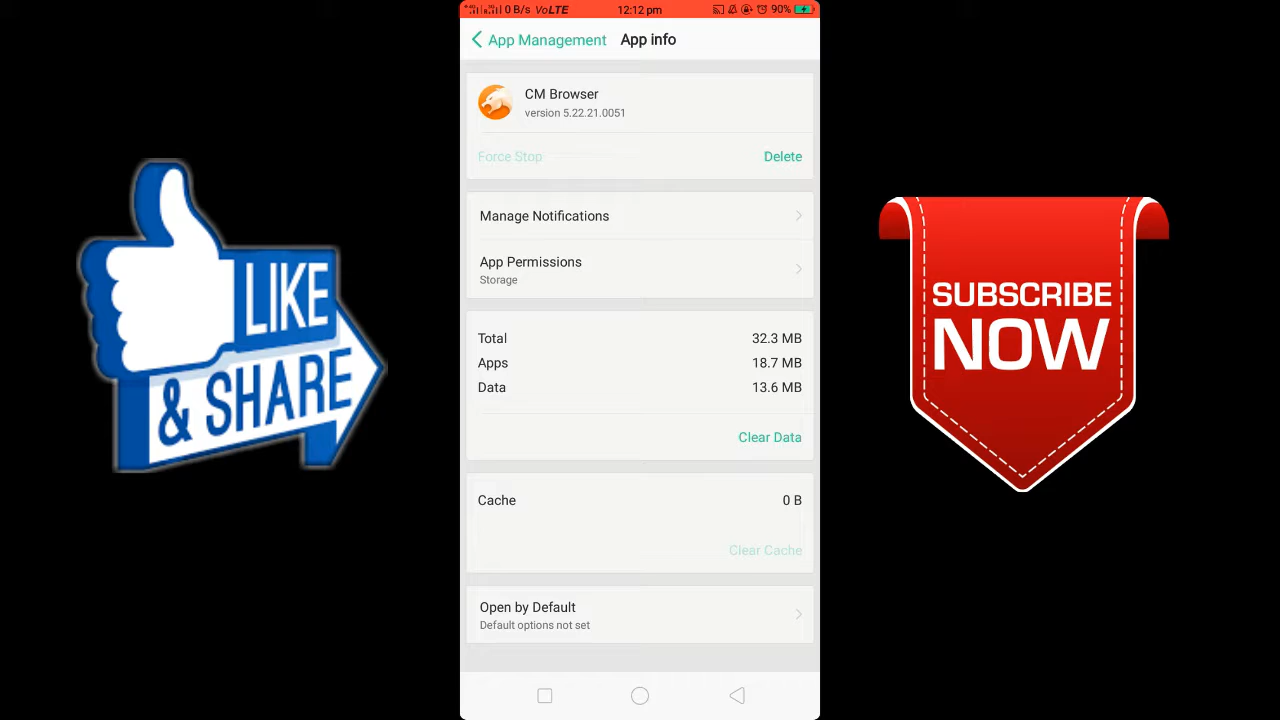 0 B/s VoLTE 12:12 pm 90%
App Management App info
CM Browser
version 5.22.21.0051
Force Stop Delete
Manage Notifications
App Permissions
Storage
Total 32.3 MB
Apps 18.7 MB
Data 13.6 MB
Clear Data
Cache 0 B
Clear Cache
Open by Default
Default options not set
LIKE
& SHARE
SUBSCRIBE
NOW